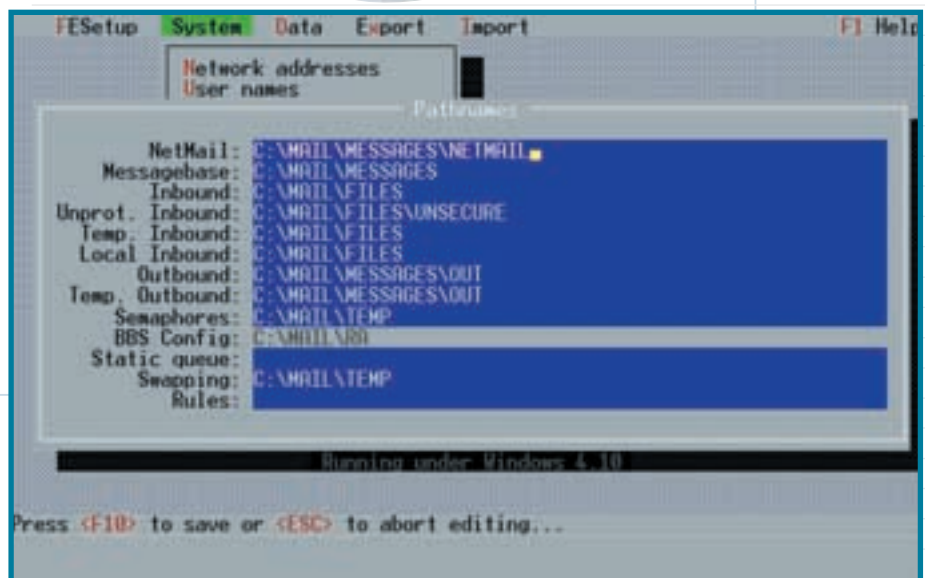 FESetup System Data Export Import F1 Help
Network addresses
User names
Pathnames
NetMail: C:\MAIL\MESSAGES\NETMAIL
Messagebase: C:\MAIL\MESSAGES
Inbound: C:\MAIL\FILES
Unprot. Inbound: C:\MAIL\FILES\UNSECURE
Temp. Inbound: C:\MAIL\FILES
Local Inbound: C:\MAIL\FILES
Outbound: C:\MAIL\MESSAGES\OUT
Temp. Outbound: C:\MAIL\MESSAGES\OUT
Semaphores: C:\MAIL\TEMP
BBS Config: C:\MAIL\RA
Static queue:
Swapping: C:\MAIL\TEMP
Rules:
Running under Windows 4.10
Press <F10> to save or <ESC> to abort editing...